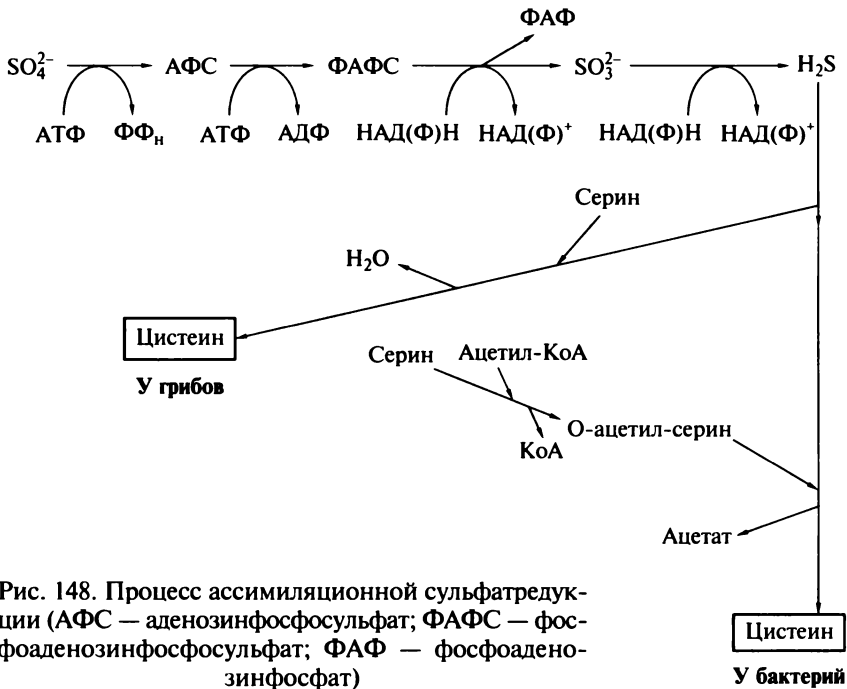 ФАФ
SO₄²⁻ АФС ФАФС SO₃²⁻ H₂S
АТФ ФФн АТФ АДФ НАД(Ф)Н НАД(Ф)⁺ НАД(Ф)Н НАД(Ф)⁺
Серин
H₂O
Цистеин
У грибов
Серин Ацетил-КоА
О-ацетил-серин
КоА
Ацетат
Рис. 148. Процесс ассимиляционной сульфатредук-
ции (АФС — аденозинфосфосульфат; ФАФС — фос-
фоаденозинфосфосульфат; ФАФ — фосфоадено-
зинфосфат)
Цистеин
У бактерий